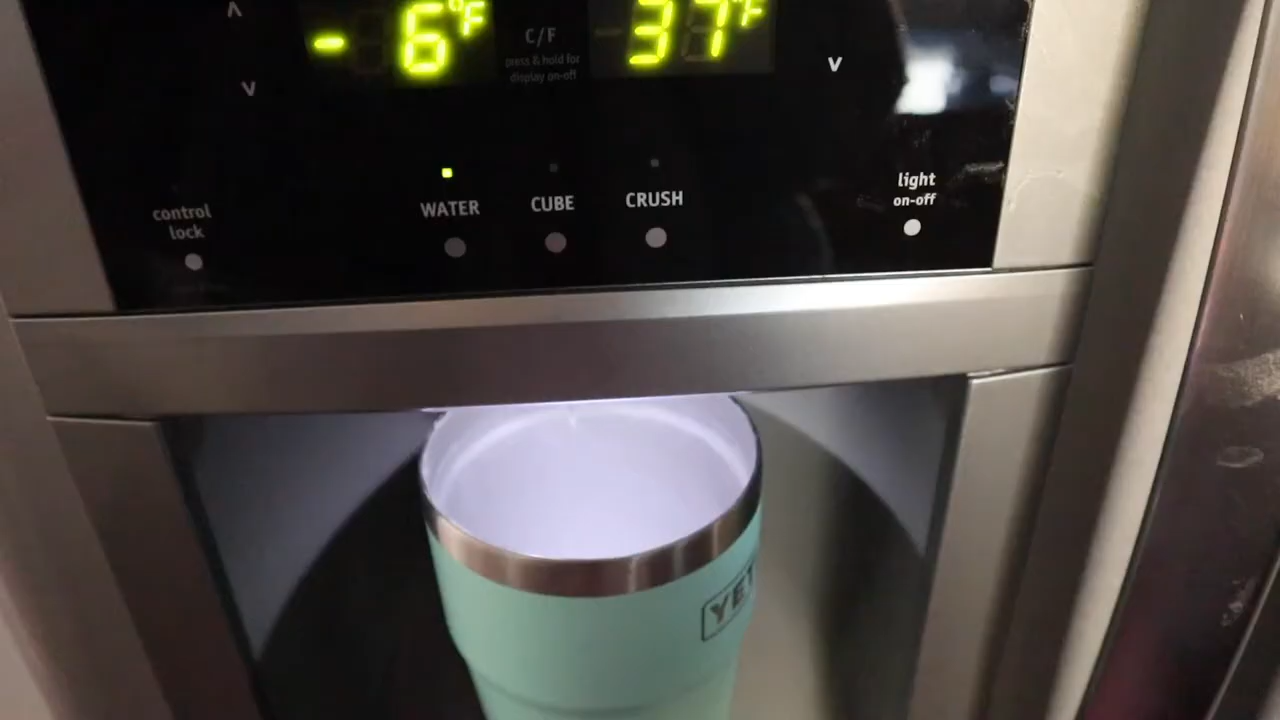 - 6°F
37°F
C/F
press & hold for
display on-off
WATER
CUBE
CRUSH
light
on-off
control
lock
YET